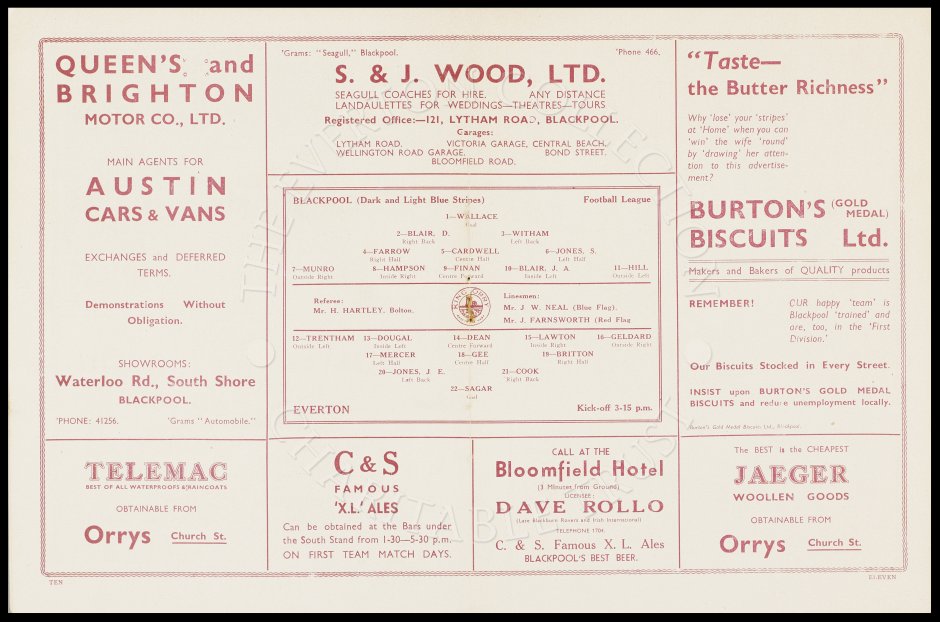 QUEEN'S and
BRIGHTON
MOTOR CO., LTD.
MAIN AGENTS FOR
AUSTIN
CARS & VANS
EXCHANGES and DEFERRED
TERMS.
Demonstrations Without
Obligation.
SHOWROOMS:
Waterloo Rd., South Shore
BLACKPOOL.
'PHONE: 41256. 'Grams "Automobile."
'Grams: "Seagull," Blackpool. 'Phone 466.
S. & J. WOOD, LTD.
SEAGULL COACHES FOR HIRE. ANY DISTANCE
LANDAULETTES FOR WEDDINGS—THEATRES—TOURS
Registered Office:—121, LYTHAM ROAD, BLACKPOOL.
Garages:
LYTHAM ROAD. VICTORIA GARAGE, CENTRAL BEACH.
WELLINGTON ROAD GARAGE. BOND STREET.
BLOOMFIELD ROAD.
BLACKPOOL (Dark and Light Blue Stripes) Football League
1—WALLACE
Goal
2—BLAIR, D. 3—WITHAM
Right Back Left Back
4—FARROW 5—CARDWELL 6—JONES, S.
Right Half Centre Half Left Half
7—MUNRO 8—HAMPSON 9—FINAN 10—BLAIR, J. A. 11—HILL
Outside Right Inside Right Centre Forward Inside Left Outside Left
Referee:
Mr. H. HARTLEY, Bolton.
Linesmen:
Mr. J W. NEAL (Blue Flag),
Mr. J. FARNSWORTH (Red Flag
12—TRENTHAM 13—DOUGAL 14—DEAN 15—LAWTON 16—GELDARD
Outside Left Inside Left Centre Forward Inside Right Outside Right
17—MERCER 18—GEE 19—BRITTON
Left Half Centre Half Right Half
20—JONES, J. E. 21—COOK
Left Back Right Back
22—SAGAR
Goal
EVERTON Kick-off 3-15 p.m.
"Taste—
the Butter Richness"
Why 'lose' your 'stripes'
at 'Home' when you can
'win' the wife 'round'
by 'drawing' her atten-
tion to this advertise-
ment?
BURTON'S (GOLD
MEDAL)
BISCUITS Ltd.
Makers and Bakers of QUALITY products
REMEMBER! OUR happy 'team' is
Blackpool 'trained' and
are, too, in the 'First
Division.
Our Biscuits Stocked in Every Street.
INSIST upon BURTON'S GOLD MEDAL
BISCUITS and reduce unemployment locally.
Burton's Gold Medal Biscuits Ltd., Blackpool.
TELEMAC
BEST OF ALL WATERPROOFS & RAINCOATS
OBTAINABLE FROM
Orrys Church St.
C & S
FAMOUS
'X.L.' ALES
Can be obtained at the Bars under
the South Stand from 1-30—5-30 p.m.
ON FIRST TEAM MATCH DAYS.
CALL AT THE
Bloomfield Hotel
(3 Minutes from Ground)
LICENSEE:
DAVE ROLLO
(Late Blackburn Rovers and Irish International)
TELEPHONE 1704.
C. & S. Famous X. L. Ales
BLACKPOOL'S BEST BEER.
The BEST is the CHEAPEST
JAEGER
WOOLLEN GOODS
OBTAINABLE FROM
Orrys Church St.
TEN ELEVEN
THE EVERTON COLLECTION
CHARITABLE TRUST